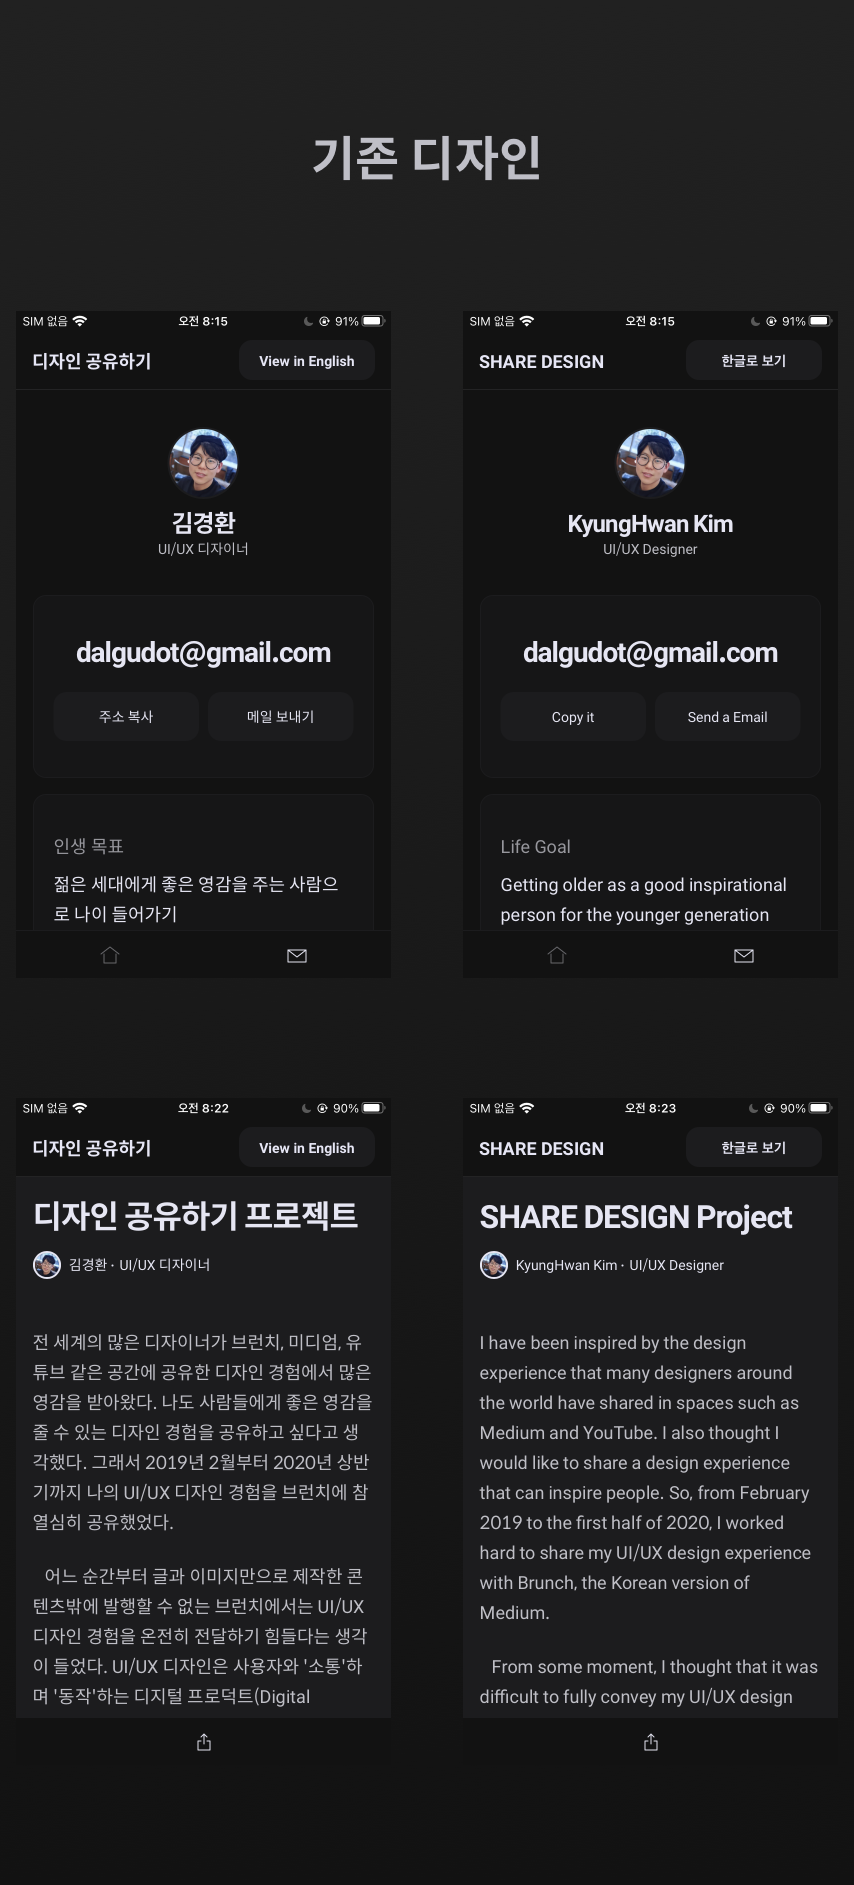 기존 디자인
SIM 없음 오전 8:15 91%
디자인 공유하기 View in English
김경환
UI/UX 디자이너
dalgudot@gmail.com
주소 복사 메일 보내기
인생 목표
젊은 세대에게 좋은 영감을 주는 사람으
로 나이 들어가기
SIM 없음 오전 8:15 91%
SHARE DESIGN 한글로 보기
KyungHwan Kim
UI/UX Designer
dalgudot@gmail.com
Copy it Send a Email
Life Goal
Getting older as a good inspirational
person for the younger generation
SIM 없음 오전 8:22 90%
디자인 공유하기 View in English
디자인 공유하기 프로젝트
김경환 · UI/UX 디자이너
전 세계의 많은 디자이너가 브런치, 미디엄, 유
튜브 같은 공간에 공유한 디자인 경험에서 많은
영감을 받아왔다. 나도 사람들에게 좋은 영감을
줄 수 있는 디자인 경험을 공유하고 싶다고 생
각했다. 그래서 2019년 2월부터 2020년 상반
기까지 나의 UI/UX 디자인 경험을 브런치에 참
열심히 공유했었다.
어느 순간부터 글과 이미지만으로 제작한 콘
텐츠밖에 발행할 수 없는 브런치에서는 UI/UX
디자인 경험을 온전히 전달하기 힘들다는 생각
이 들었다. UI/UX 디자인은 사용자와 '소통'하
며 '동작'하는 디지털 프로덕트(Digital
SIM 없음 오전 8:23 90%
SHARE DESIGN 한글로 보기
SHARE DESIGN Project
KyungHwan Kim · UI/UX Designer
I have been inspired by the design
experience that many designers around
the world have shared in spaces such as
Medium and YouTube. I also thought I
would like to share a design experience
that can inspire people. So, from February
2019 to the first half of 2020, I worked
hard to share my UI/UX design experience
with Brunch, the Korean version of
Medium.
From some moment, I thought that it was
difficult to fully convey my UI/UX design